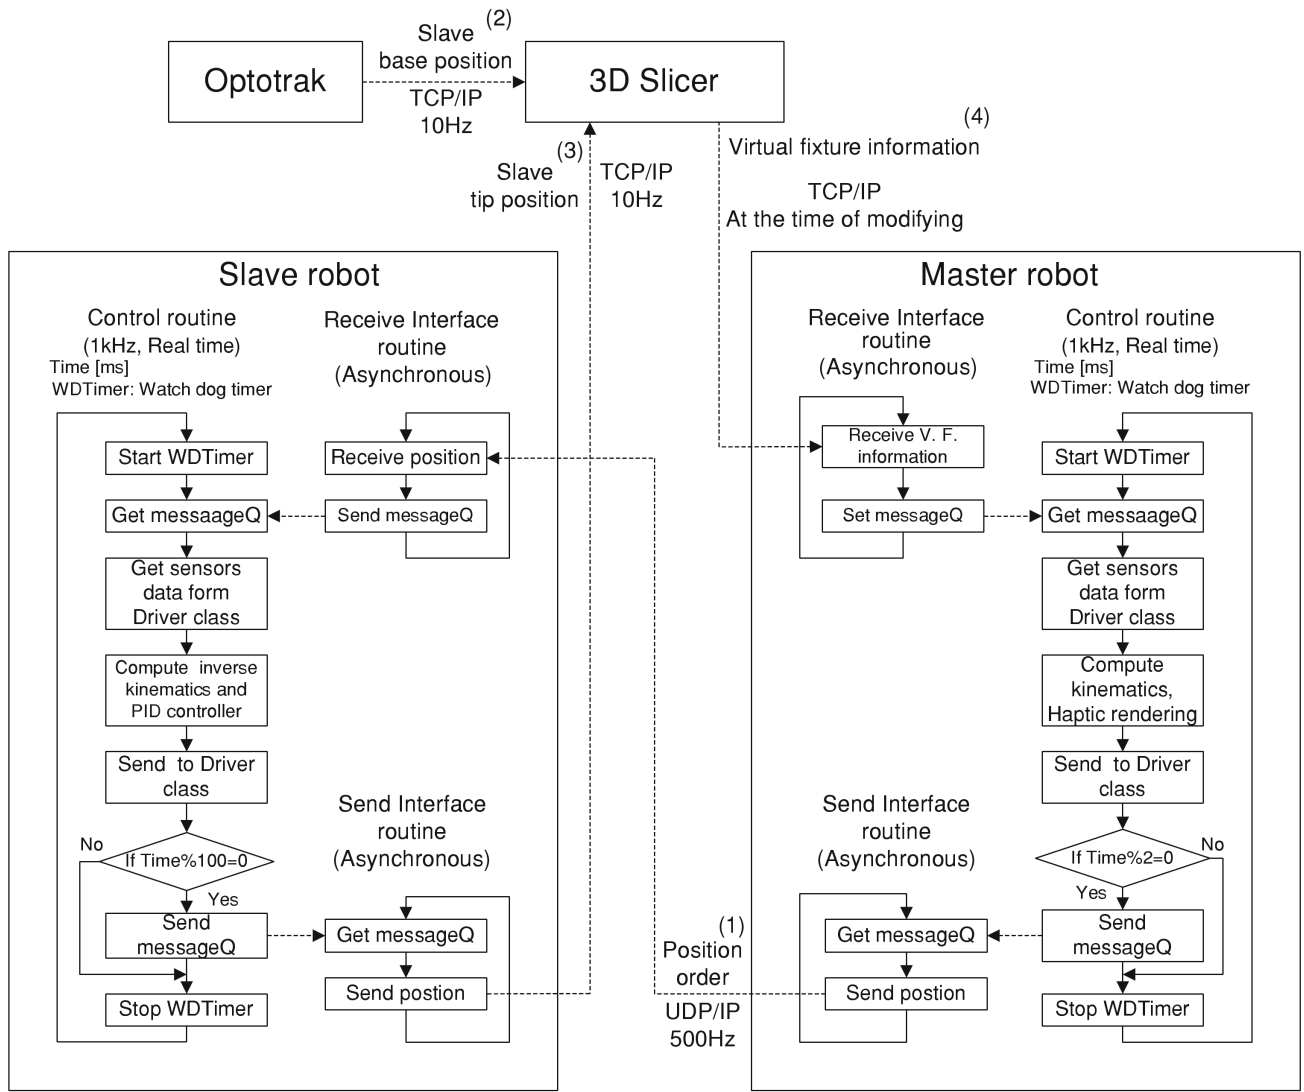 Optotrak
(2)
Slave
base position
TCP/IP
10Hz
3D Slicer
(3)
Slave
tip position
TCP/IP
10Hz
(4)
Virtual fixture information
TCP/IP
At the time of modifying
Slave robot
Control routine
(1kHz, Real time)
Time [ms]
WDTimer: Watch dog timer
Start WDTimer
Get messaageQ
Get sensors
data form
Driver class
Compute inverse
kinematics and
PID controller
Send to Driver
class
If Time%100=0
No
Yes
Send
messageQ
Stop WDTimer
Receive Interface
routine
(Asynchronous)
Receive position
Send messageQ
Send Interface
routine
(Asynchronous)
Get messageQ
Send postion
(1)
Position
order
UDP/IP
500Hz
Master robot
Receive Interface
routine
(Asynchronous)
Receive V. F.
information
Set messageQ
Send Interface
routine
(Asynchronous)
Get messageQ
Send postion
Control routine
(1kHz, Real time)
Time [ms]
WDTimer: Watch dog timer
Start WDTimer
Get messaageQ
Get sensors
data form
Driver class
Compute
kinematics,
Haptic rendering
Send to Driver
class
If Time%2=0
No
Yes
Send
messageQ
Stop WDTimer